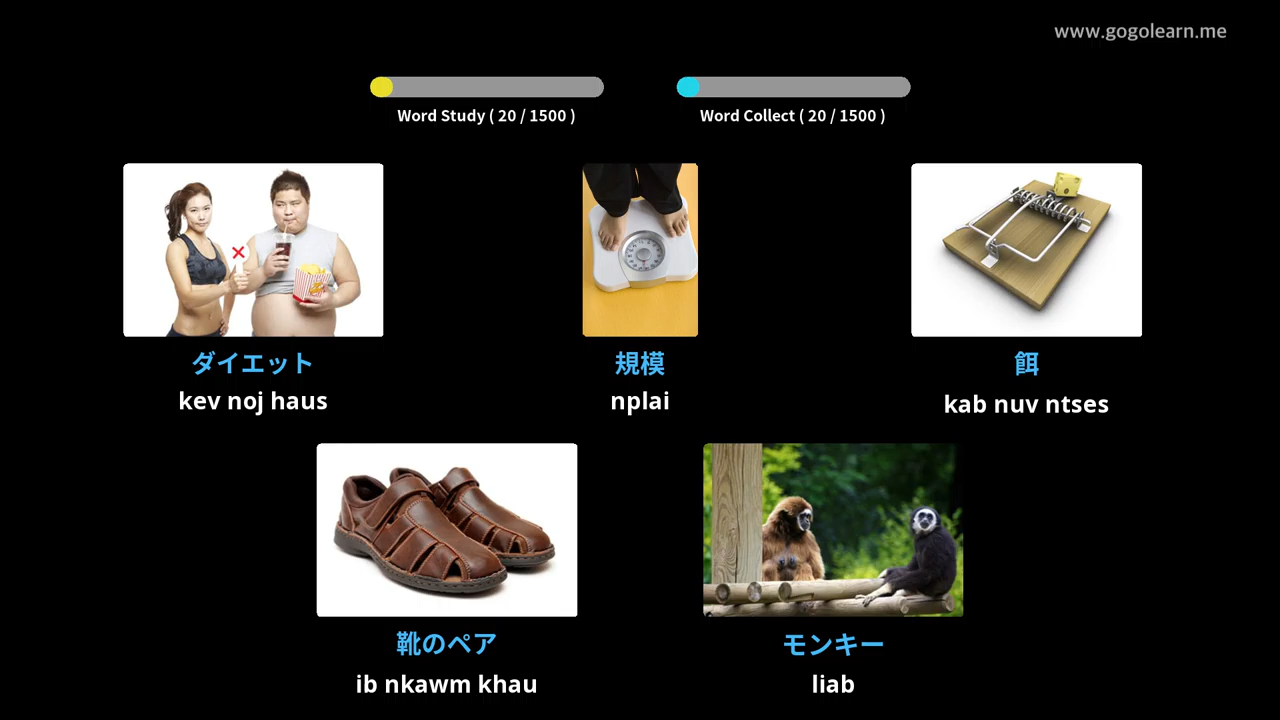 www.gogolearn.me
Word Study ( 20 / 1500 )
Word Collect ( 20 / 1500 )
ダイエット
kev noj haus
規模
nplai
餌
kab nuv ntses
靴のペア
ib nkawm khau
モンキー
liab